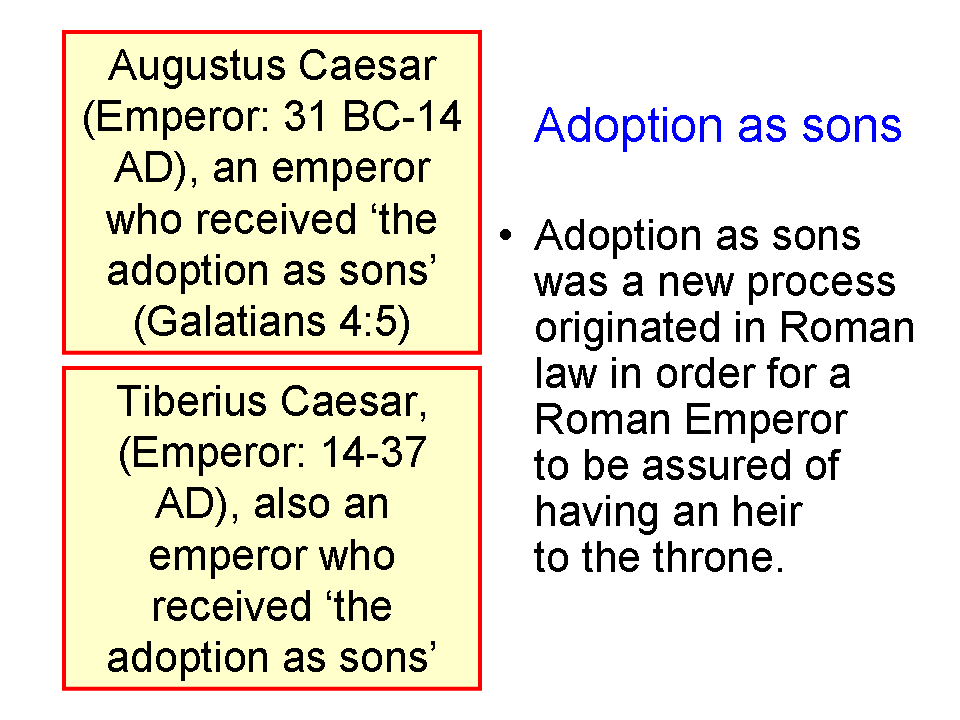 Augustus Caesar
(Emperor: 31 BC-14
AD), an emperor
who received ‘the
adoption as sons’
(Galatians 4:5)
Tiberius Caesar,
(Emperor: 14-37
AD), also an
emperor who
received ‘the
adoption as sons’
Adoption as sons
• Adoption as sons
was a new process
originated in Roman
law in order for a
Roman Emperor
to be assured of
having an heir
to the throne.